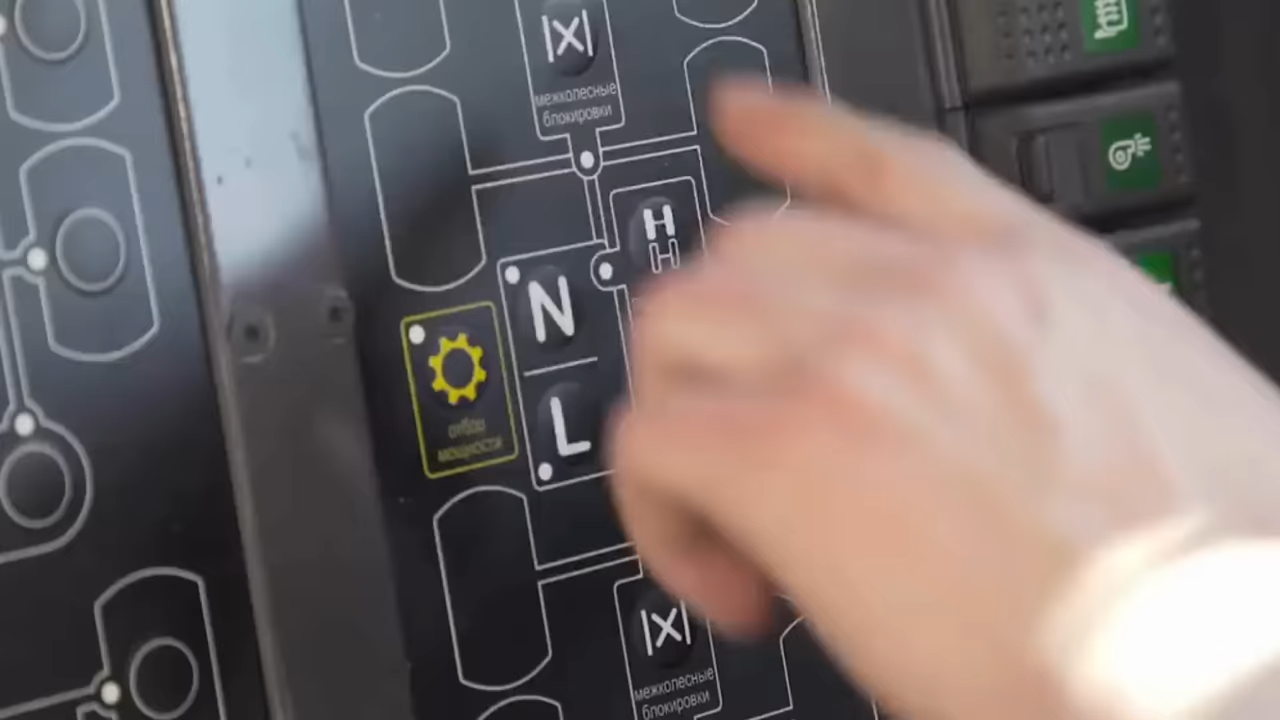 межколесные
блокировки
H
H
N
L
отбор
мощности
межколесные
блокировки